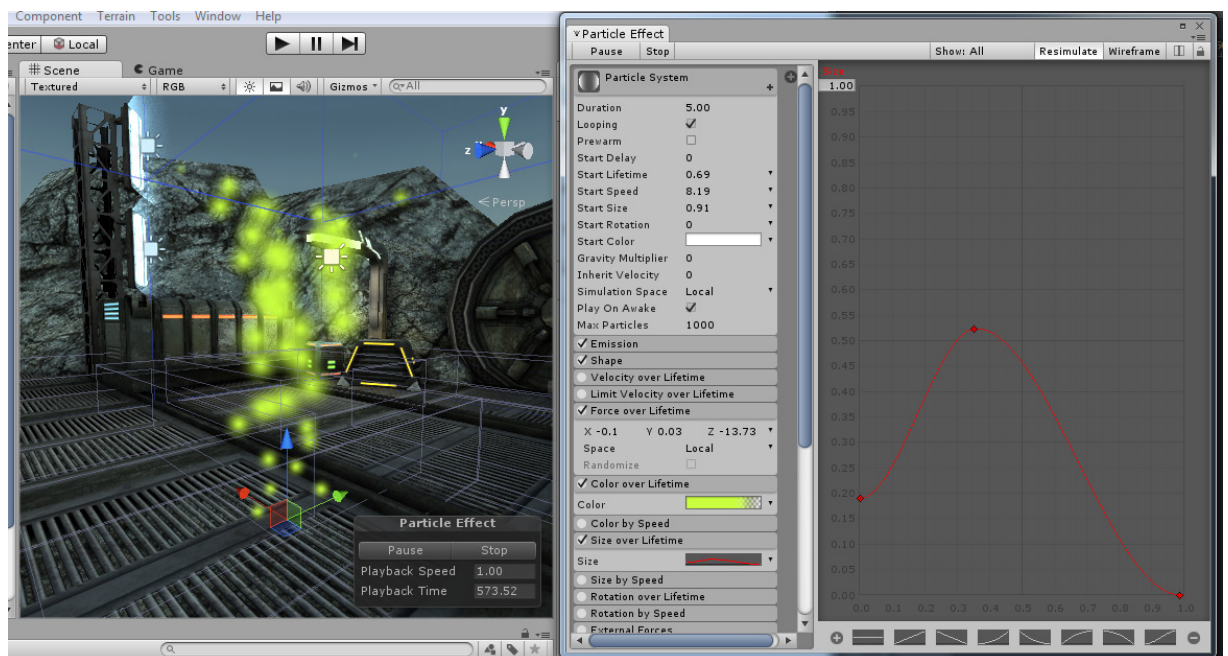 Component Terrain Tools Window Help
enter Local
# Scene Game
Textured RGB Gizmos All
y
z
Persp
Particle Effect
Pause Stop
Playback Speed 1.00
Playback Time 573.52
Particle Effect
Pause Stop Show: All Resimulate Wireframe
Particle System
Duration 5.00
Looping
Prewarm
Start Delay 0
Start Lifetime 0.69
Start Speed 8.19
Start Size 0.91
Start Rotation 0
Start Color
Gravity Multiplier 0
Inherit Velocity 0
Simulation Space Local
Play On Awake
Max Particles 1000
Emission
Shape
Velocity over Lifetime
Limit Velocity over Lifetime
Force over Lifetime
X -0.1 Y 0.03 Z -13.73
Space Local
Randomize
Color over Lifetime
Color
Color by Speed
Size over Lifetime
Size
Size by Speed
Rotation over Lifetime
Rotation by Speed
External Forces
Size
1.00
0.95
0.90
0.85
0.80
0.75
0.70
0.65
0.60
0.55
0.50
0.45
0.40
0.35
0.30
0.25
0.20
0.15
0.10
0.05
0.00
0.0 0.1 0.2 0.3 0.4 0.5 0.6 0.7 0.8 0.9 1.0